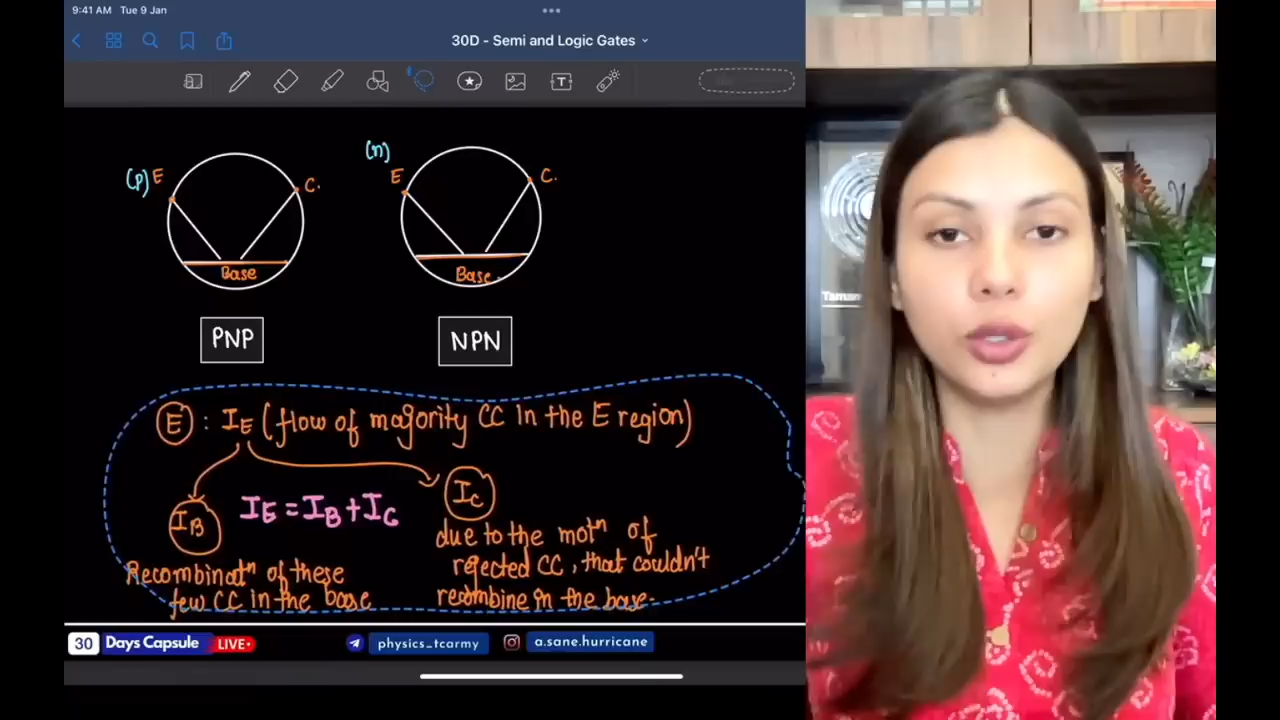 9:41 AM Tue 9 Jan
30D - Semi and Logic Gates
T
(p) E
C.
Base
(n)
E
C.
Base.
PNP
NPN
E : IE (flow of majority CC in the E region)
IB
IE = IB + IC
IC
Recombinatn of these
few CC in the base
due to the motn of
rejected CC, that couldn't
recombine in the base.
30 Days Capsule LIVE
physics_tcarmy
a.sane.hurricane